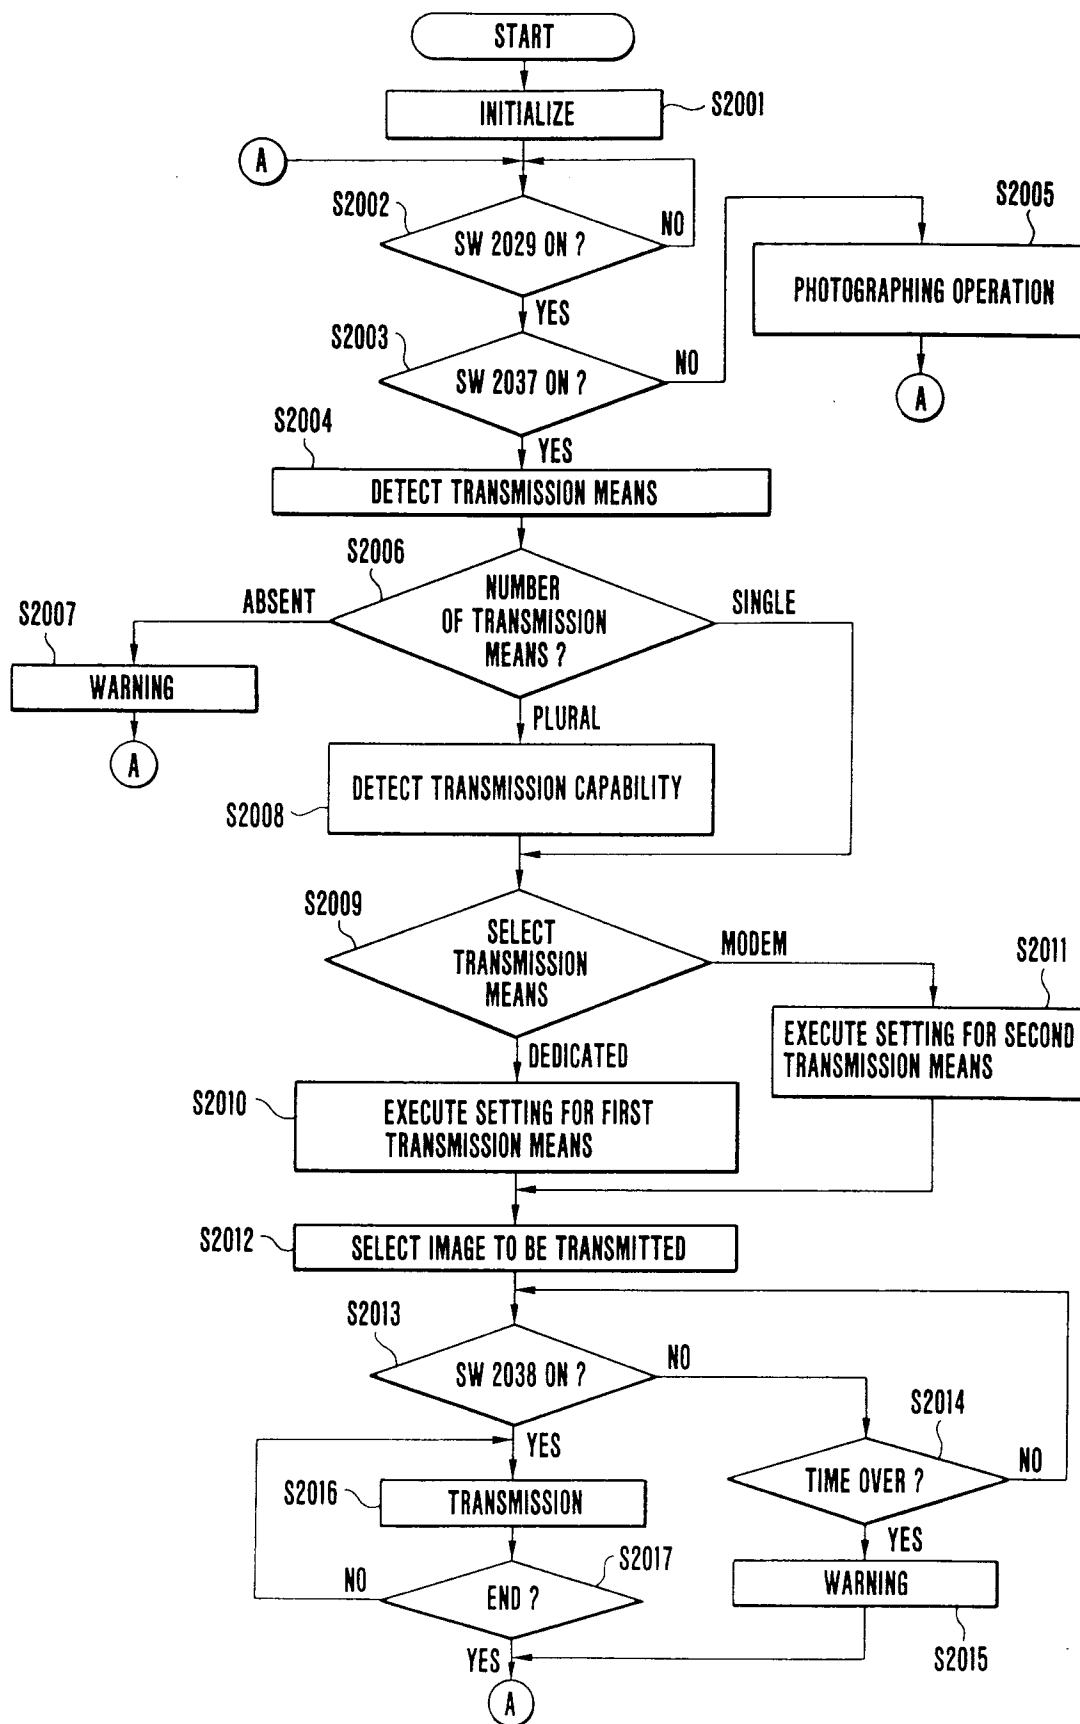 START
INITIALIZE
S2001
A
S2002
SW 2029 ON ?
NO
YES
S2005
PHOTOGRAPHING OPERATION
A
S2003
SW 2037 ON ?
NO
YES
S2004
DETECT TRANSMISSION MEANS
S2006
NUMBER
OF TRANSMISSION
MEANS ?
ABSENT
SINGLE
PLURAL
S2007
WARNING
A
DETECT TRANSMISSION CAPABILITY
S2008
S2009
SELECT
TRANSMISSION
MEANS
MODEM
DEDICATED
S2011
EXECUTE SETTING FOR SECOND
TRANSMISSION MEANS
S2010
EXECUTE SETTING FOR FIRST
TRANSMISSION MEANS
S2012
SELECT IMAGE TO BE TRANSMITTED
S2013
SW 2038 ON ?
NO
YES
S2014
TIME OVER ?
NO
YES
S2016
TRANSMISSION
S2017
END ?
NO
YES
WARNING
S2015
A